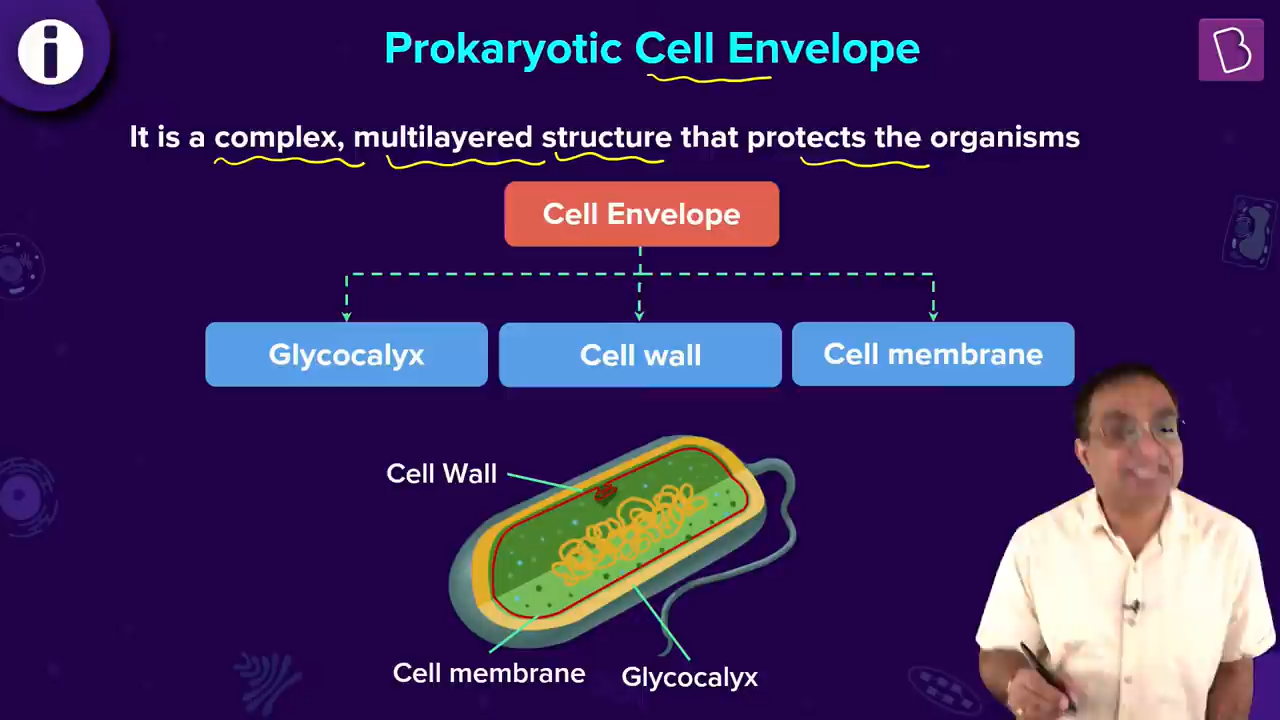 Prokaryotic Cell Envelope
It is a complex, multilayered structure that protects the organisms
Cell Envelope
Glycocalyx
Cell wall
Cell membrane
Cell Wall
Cell membrane
Glycocalyx